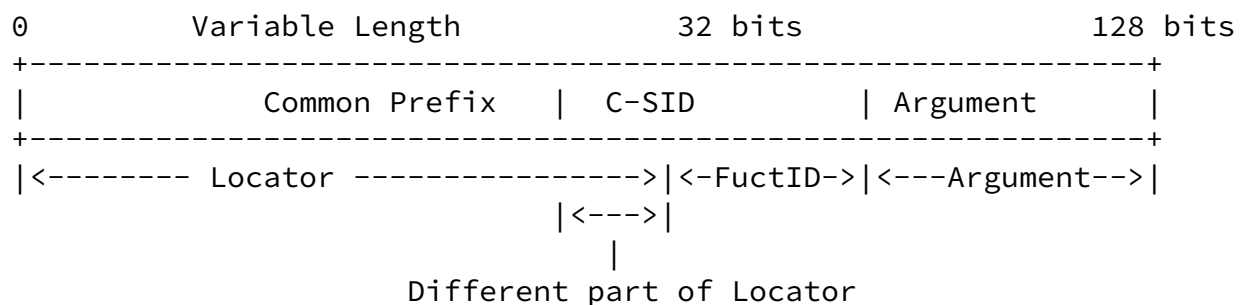 0          Variable Length            32 bits                128 bits
+--------------------------------------------------------------+
|             Common Prefix   |  C-SID         | Argument      |
+--------------------------------------------------------------+
|<-------- Locator ---------------->|<-FuctID->|<---Argument-->|
                              |<--->|
                                 |
                      Different part of Locator